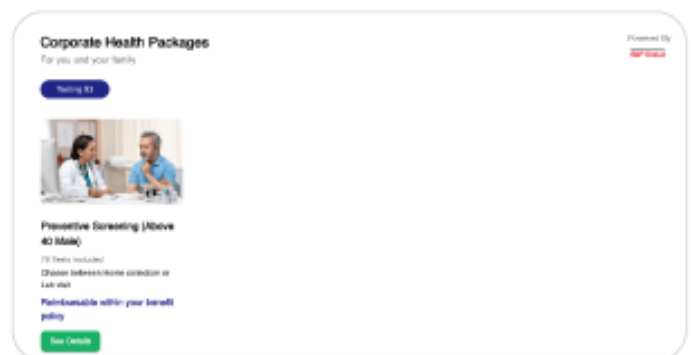 Corporate Health Packages
For you and your family
Powered By
Preventive Screening (Above
40 Male)
Tests Included
Choose between Home collection or
Lab visit
Reimbursable within your benefit
policy
See Details